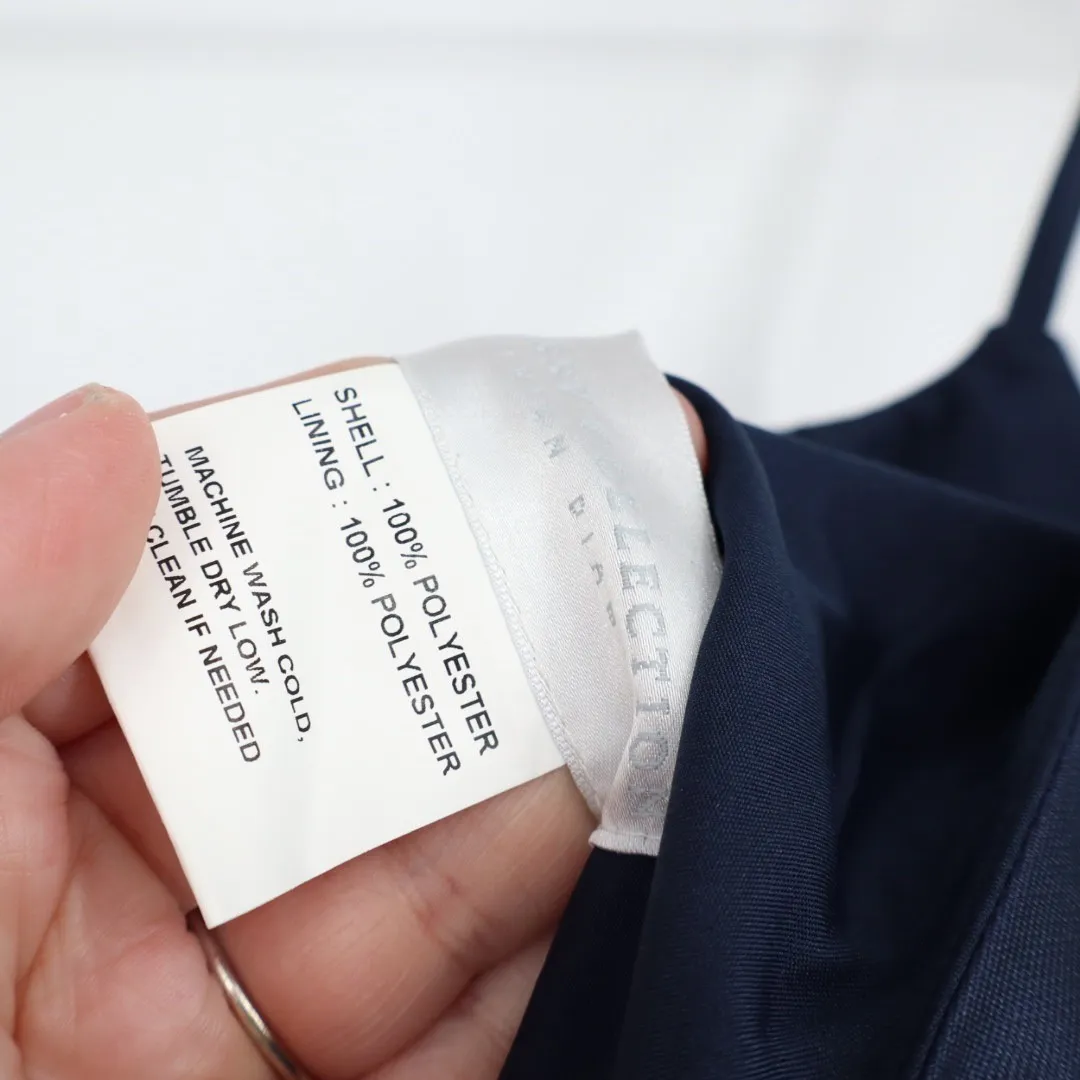 SHELL : 100% POLYESTER
LINING : 100% POLYESTER
MACHINE WASH COLD,
TUMBLE DRY LOW.
CLEAN IF NEEDED